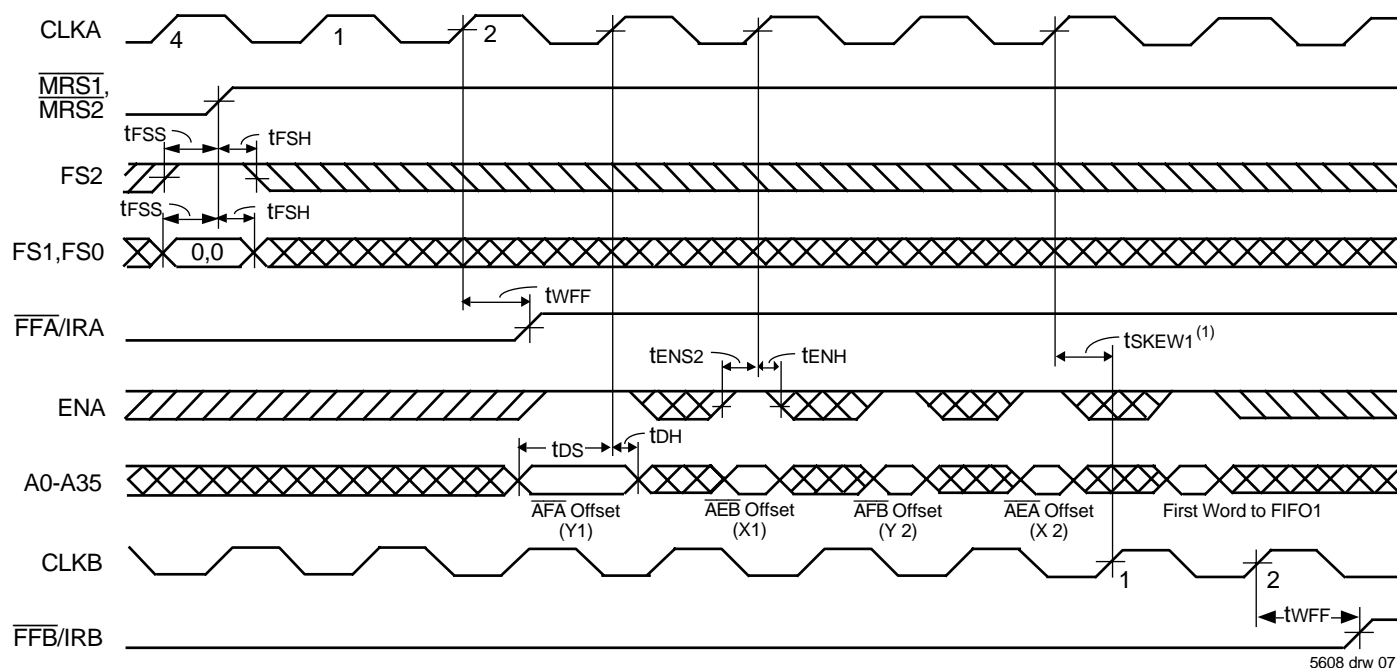 CLKA
4
1
2
MRS1,
MRS2
tFSS
tFSH
FS2
tFSS
tFSH
FS1,FS0
0,0
tWFF
FFA/IRA
tENS2
tENH
tSKEW1(1)
ENA
tDS
tDH
A0-A35
AFA Offset
(Y1)
AEB Offset
(X1)
AFB Offset
(Y 2)
AEA Offset
(X 2)
First Word to FIFO1
CLKB
1
2
tWFF
FFB/IRB
5608 drw 07